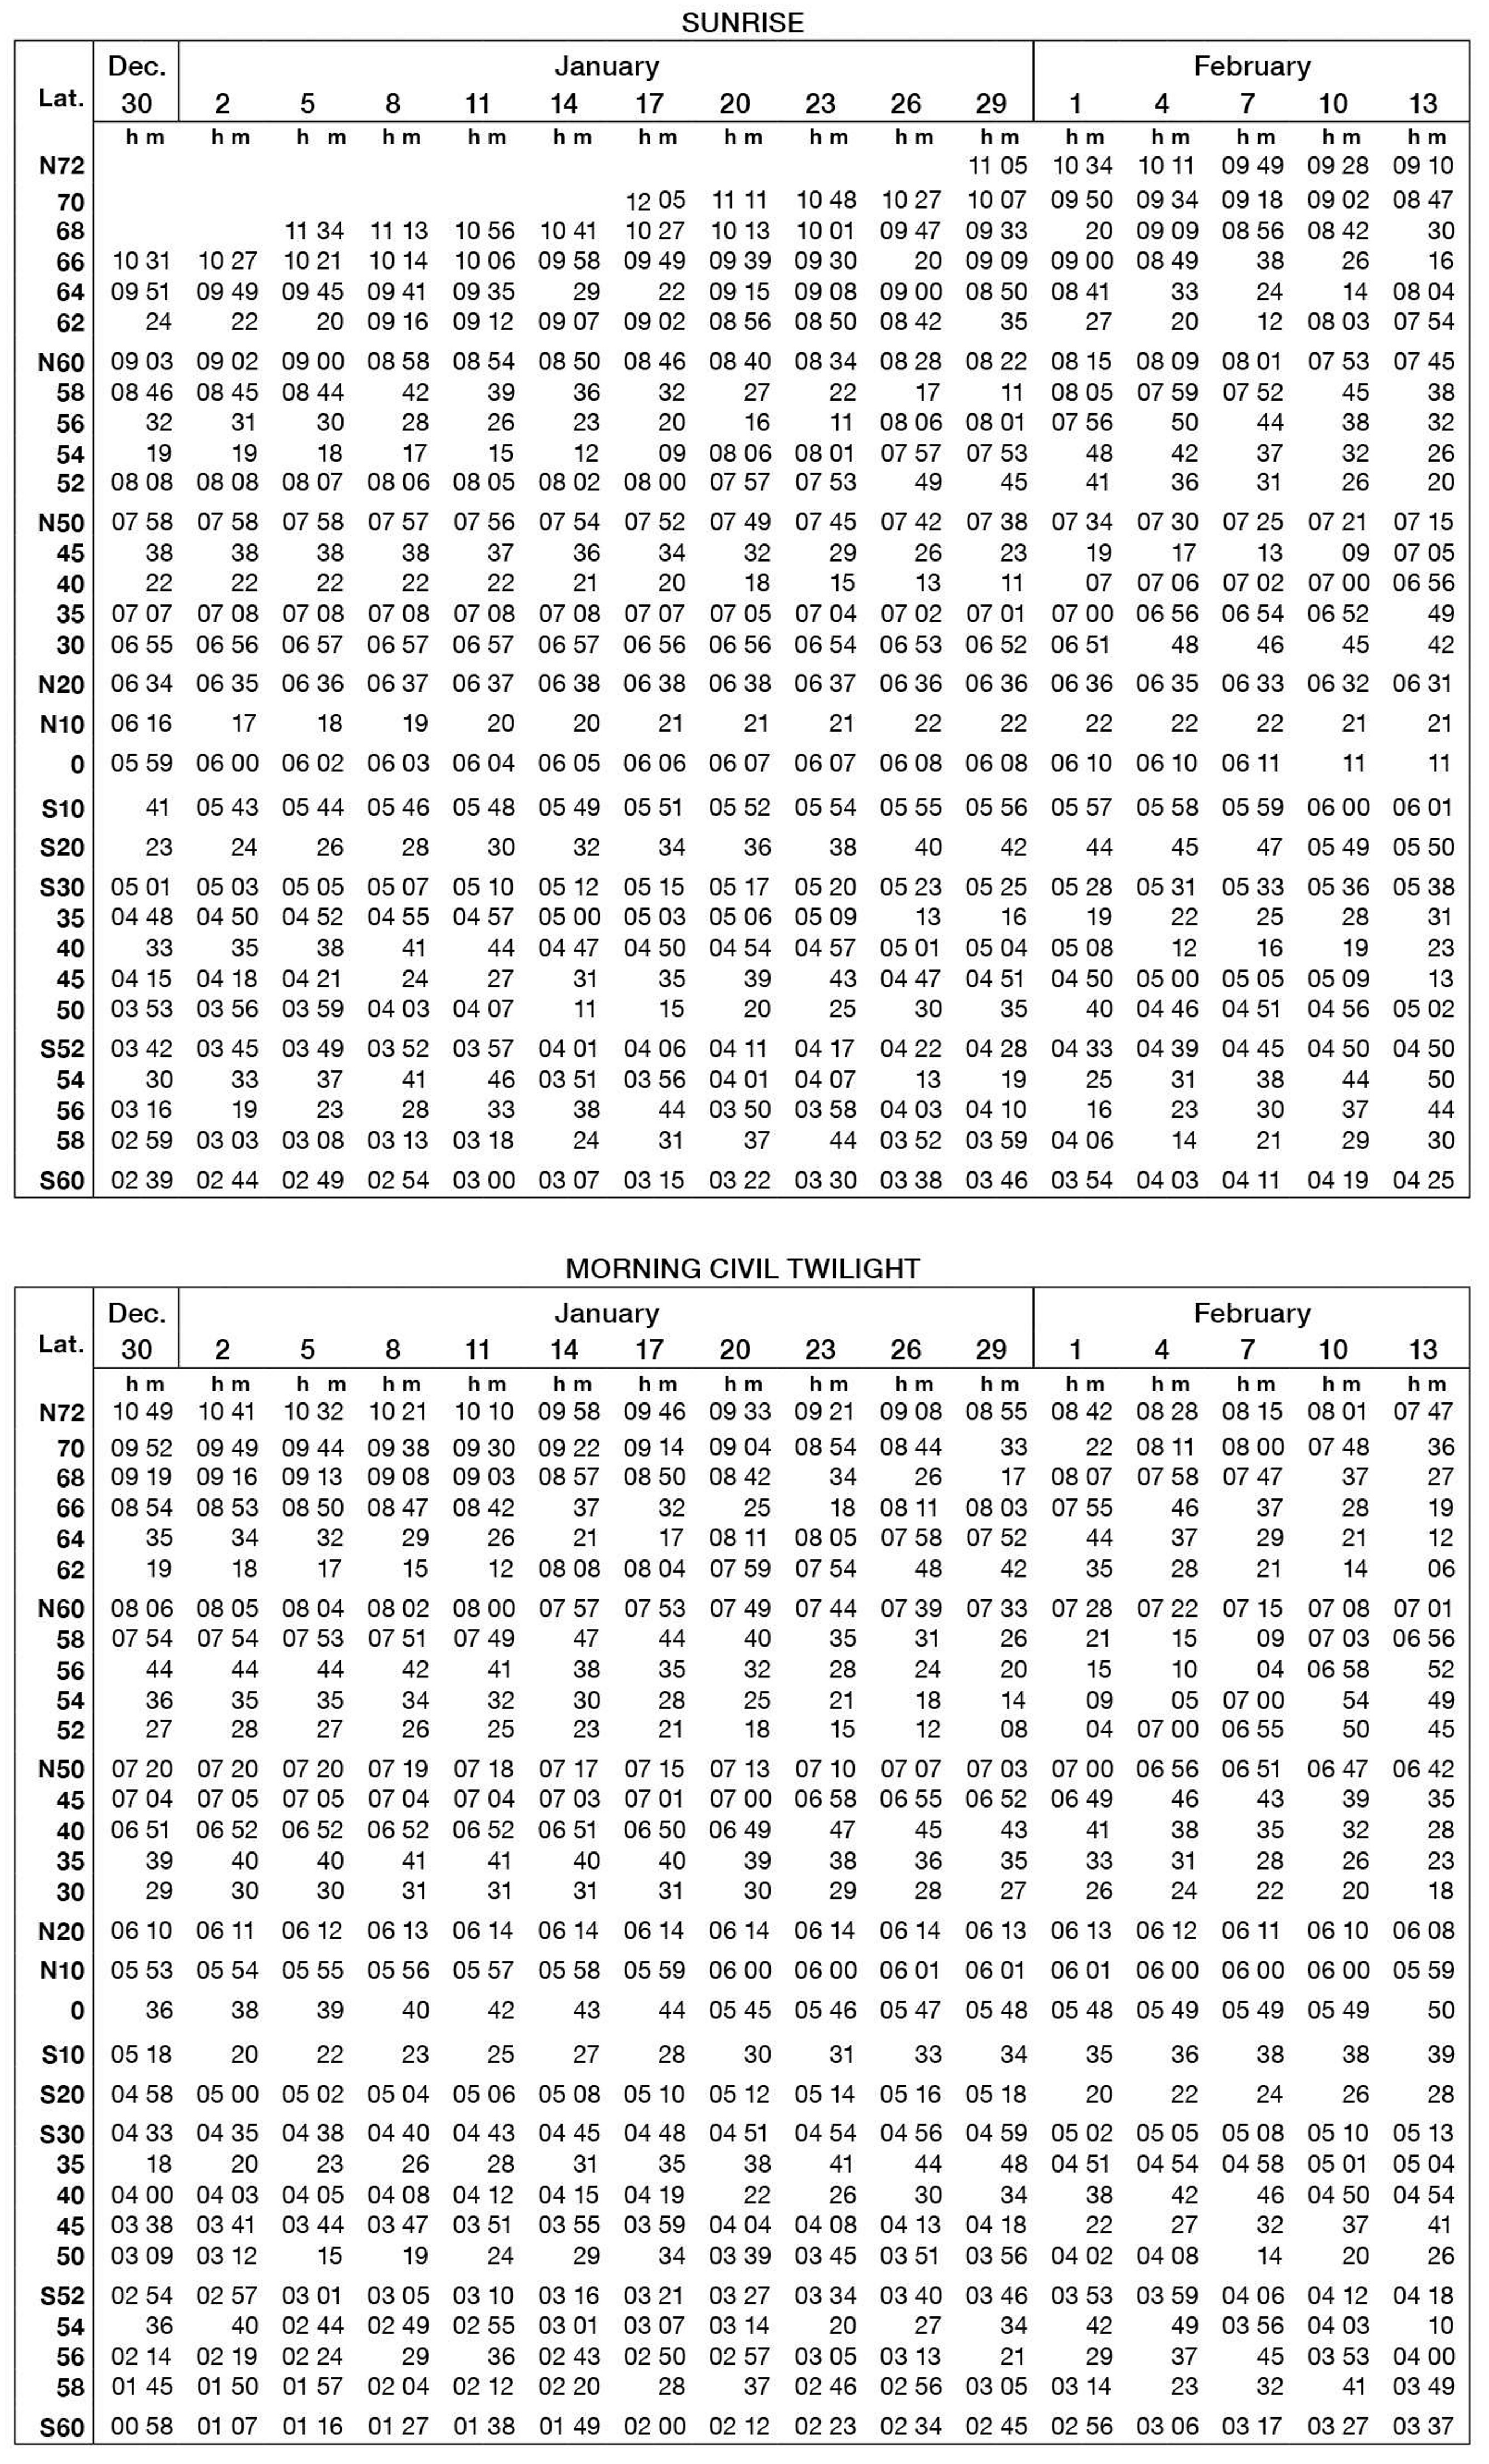 SUNRISE
Dec. January February
Lat. 30 2 5 8 11 14 17 20 23 26 29 1 4 7 10 13
h m h m h m h m h m h m h m h m h m h m h m h m h m h m h m h m
N72 11 05 10 34 10 11 09 49 09 28 09 10
70 12 05 11 11 10 48 10 27 10 07 09 50 09 34 09 18 09 02 08 47
68 11 34 11 13 10 56 10 41 10 27 10 13 10 01 09 47 09 33 20 09 09 08 56 08 42 30
66 10 31 10 27 10 21 10 14 10 06 09 58 09 49 09 39 09 30 20 09 09 09 00 08 49 38 26 16
64 09 51 09 49 09 45 09 41 09 35 29 22 09 15 09 08 09 00 08 50 08 41 33 24 14 08 04
62 24 22 20 09 16 09 12 09 07 09 02 08 56 08 50 08 42 35 27 20 12 08 03 07 54
N60 09 03 09 02 09 00 08 58 08 54 08 50 08 46 08 40 08 34 08 28 08 22 08 15 08 09 08 01 07 53 07 45
58 08 46 08 45 08 44 42 39 36 32 27 22 17 11 08 05 07 59 07 52 45 38
56 32 31 30 28 26 23 20 16 11 08 06 08 01 07 56 50 44 38 32
54 19 19 18 17 15 12 09 08 06 08 01 07 57 07 53 48 42 37 32 26
52 08 08 08 08 08 07 08 06 08 05 08 02 08 00 07 57 07 53 49 45 41 36 31 26 20
N50 07 58 07 58 07 58 07 57 07 56 07 54 07 52 07 49 07 45 07 42 07 38 07 34 07 30 07 25 07 21 07 15
45 38 38 38 38 37 36 34 32 29 26 23 19 17 13 09 07 05
40 22 22 22 22 22 21 20 18 15 13 11 07 07 06 07 02 07 00 06 56
35 07 07 07 08 07 08 07 08 07 08 07 08 07 07 07 05 07 04 07 02 07 01 07 00 06 56 06 54 06 52 49
30 06 55 06 56 06 57 06 57 06 57 06 57 06 56 06 56 06 54 06 53 06 52 06 51 48 46 45 42
N20 06 34 06 35 06 36 06 37 06 37 06 38 06 38 06 38 06 37 06 36 06 36 06 36 06 35 06 33 06 32 06 31
N10 06 16 17 18 19 20 20 21 21 21 22 22 22 22 22 21 21
0 05 59 06 00 06 02 06 03 06 04 06 05 06 06 06 07 06 07 06 08 06 08 06 10 06 10 06 11 11 11
S10 41 05 43 05 44 05 46 05 48 05 49 05 51 05 52 05 54 05 55 05 56 05 57 05 58 05 59 06 00 06 01
S20 23 24 26 28 30 32 34 36 38 40 42 44 45 47 05 49 05 50
S30 05 01 05 03 05 05 05 07 05 10 05 12 05 15 05 17 05 20 05 23 05 25 05 28 05 31 05 33 05 36 05 38
35 04 48 04 50 04 52 04 55 04 57 05 00 05 03 05 06 05 09 13 16 19 22 25 28 31
40 33 35 38 41 44 04 47 04 50 04 54 04 57 05 01 05 04 05 08 12 16 19 23
45 04 15 04 18 04 21 24 27 31 35 39 43 04 47 04 51 04 50 05 00 05 05 05 09 13
50 03 53 03 56 03 59 04 03 04 07 11 15 20 25 30 35 40 04 46 04 51 04 56 05 02
S52 03 42 03 45 03 49 03 52 03 57 04 01 04 06 04 11 04 17 04 22 04 28 04 33 04 39 04 45 04 50 04 50
54 30 33 37 41 46 03 51 03 56 04 01 04 07 13 19 25 31 38 44 50
56 03 16 19 23 28 33 38 44 03 50 03 58 04 03 04 10 16 23 30 37 44
58 02 59 03 03 03 08 03 13 03 18 24 31 37 44 03 52 03 59 04 06 14 21 29 30
S60 02 39 02 44 02 49 02 54 03 00 03 07 03 15 03 22 03 30 03 38 03 46 03 54 04 03 04 11 04 19 04 25
MORNING CIVIL TWILIGHT
Dec. January February
Lat. 30 2 5 8 11 14 17 20 23 26 29 1 4 7 10 13
h m h m h m h m h m h m h m h m h m h m h m h m h m h m h m h m
N72 10 49 10 41 10 32 10 21 10 10 09 58 09 46 09 33 09 21 09 08 08 55 08 42 08 28 08 15 08 01 07 47
70 09 52 09 49 09 44 09 38 09 30 09 22 09 14 09 04 08 54 08 44 33 22 08 11 08 00 07 48 36
68 09 19 09 16 09 13 09 08 09 03 08 57 08 50 08 42 34 26 17 08 07 07 58 07 47 37 27
66 08 54 08 53 08 50 08 47 08 42 37 32 25 18 08 11 08 03 07 55 46 37 28 19
64 35 34 32 29 26 21 17 08 11 08 05 07 58 07 52 44 37 29 21 12
62 19 18 17 15 12 08 08 08 04 07 59 07 54 48 42 35 28 21 14 06
N60 08 06 08 05 08 04 08 02 08 00 07 57 07 53 07 49 07 44 07 39 07 33 07 28 07 22 07 15 07 08 07 01
58 07 54 07 54 07 53 07 51 07 49 47 44 40 35 31 26 21 15 09 07 03 06 56
56 44 44 44 42 41 38 35 32 28 24 20 15 10 04 06 58 52
54 36 35 35 34 32 30 28 25 21 18 14 09 05 07 00 54 49
52 27 28 27 26 25 23 21 18 15 12 08 04 07 00 06 55 50 45
N50 07 20 07 20 07 20 07 19 07 18 07 17 07 15 07 13 07 10 07 07 07 03 07 00 06 56 06 51 06 47 06 42
45 07 04 07 05 07 05 07 04 07 04 07 03 07 01 07 00 06 58 06 55 06 52 06 49 46 43 39 35
40 06 51 06 52 06 52 06 52 06 52 06 51 06 50 06 49 47 45 43 41 38 35 32 28
35 39 40 40 41 41 40 40 39 38 36 35 33 31 28 26 23
30 29 30 30 31 31 31 31 30 29 28 27 26 24 22 20 18
N20 06 10 06 11 06 12 06 13 06 14 06 14 06 14 06 14 06 14 06 14 06 13 06 13 06 12 06 11 06 10 06 08
N10 05 53 05 54 05 55 05 56 05 57 05 58 05 59 06 00 06 00 06 01 06 01 06 01 06 00 06 00 06 00 05 59
0 36 38 39 40 42 43 44 05 45 05 46 05 47 05 48 05 48 05 49 05 49 05 49 50
S10 05 18 20 22 23 25 27 28 30 31 33 34 35 36 38 38 39
S20 04 58 05 00 05 02 05 04 05 06 05 08 05 10 05 12 05 14 05 16 05 18 20 22 24 26 28
S30 04 33 04 35 04 38 04 40 04 43 04 45 04 48 04 51 04 54 04 56 04 59 05 02 05 05 05 08 05 10 05 13
35 18 20 23 26 28 31 35 38 41 44 48 04 51 04 54 04 58 05 01 05 04
40 04 00 04 03 04 05 04 08 04 12 04 15 04 19 22 26 30 34 38 42 46 04 50 04 54
45 03 38 03 41 03 44 03 47 03 51 03 55 03 59 04 04 04 08 04 13 04 18 22 27 32 37 41
50 03 09 03 12 15 19 24 29 34 03 39 03 45 03 51 03 56 04 02 04 08 14 20 26
S52 02 54 02 57 03 01 03 05 03 10 03 16 03 21 03 27 03 34 03 40 03 46 03 53 03 59 04 06 04 12 04 18
54 36 40 02 44 02 49 02 55 03 01 03 07 03 14 20 27 34 42 49 03 56 04 03 10
56 02 14 02 19 02 24 29 36 02 43 02 50 02 57 03 05 03 13 21 29 37 45 03 53 04 00
58 01 45 01 50 01 57 02 04 02 12 02 20 28 37 02 46 02 56 03 05 03 14 23 32 41 03 49
S60 00 58 01 07 01 16 01 27 01 38 01 49 02 00 02 12 02 23 02 34 02 45 02 56 03 06 03 17 03 27 03 37